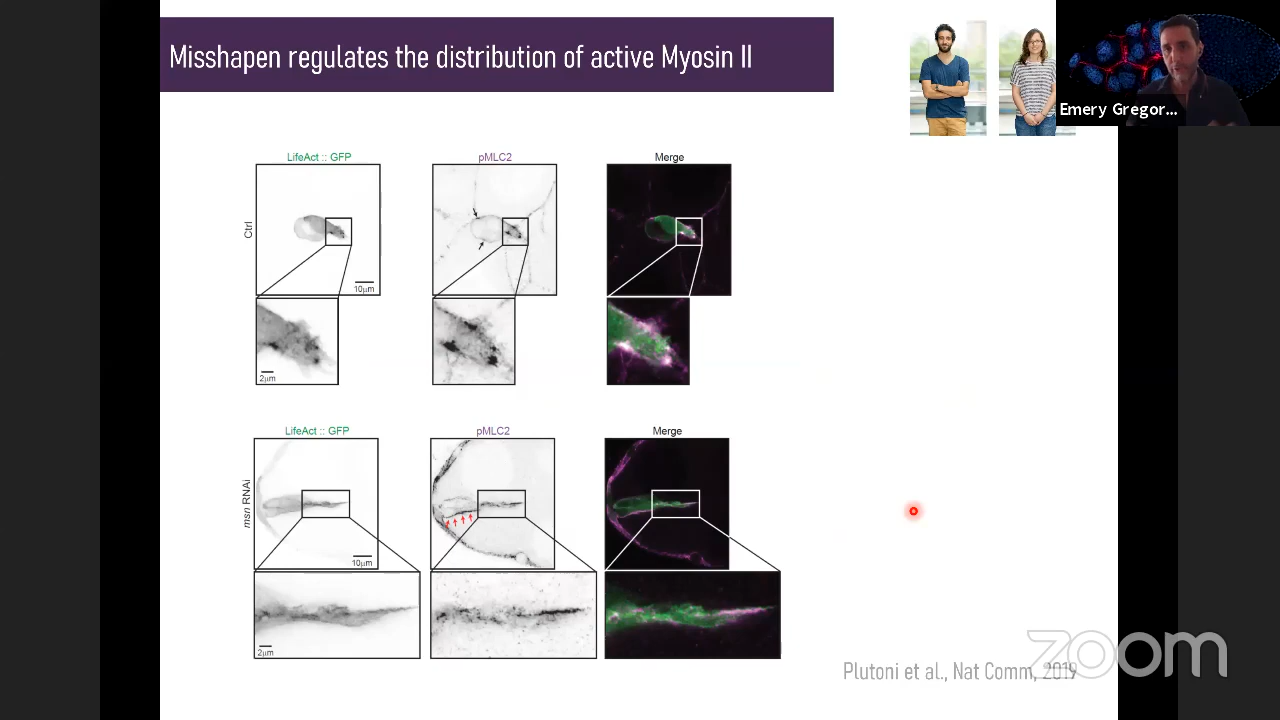 Misshapen regulates the distribution of active Myosin II
Emery Gregor...
LifeAct :: GFP
pMLC2
Merge
Ctrl
10μm
2μm
LifeAct :: GFP
pMLC2
Merge
msn RNAi
10μm
2μm
zoom
Plutoni et al., Nat Comm, 2019